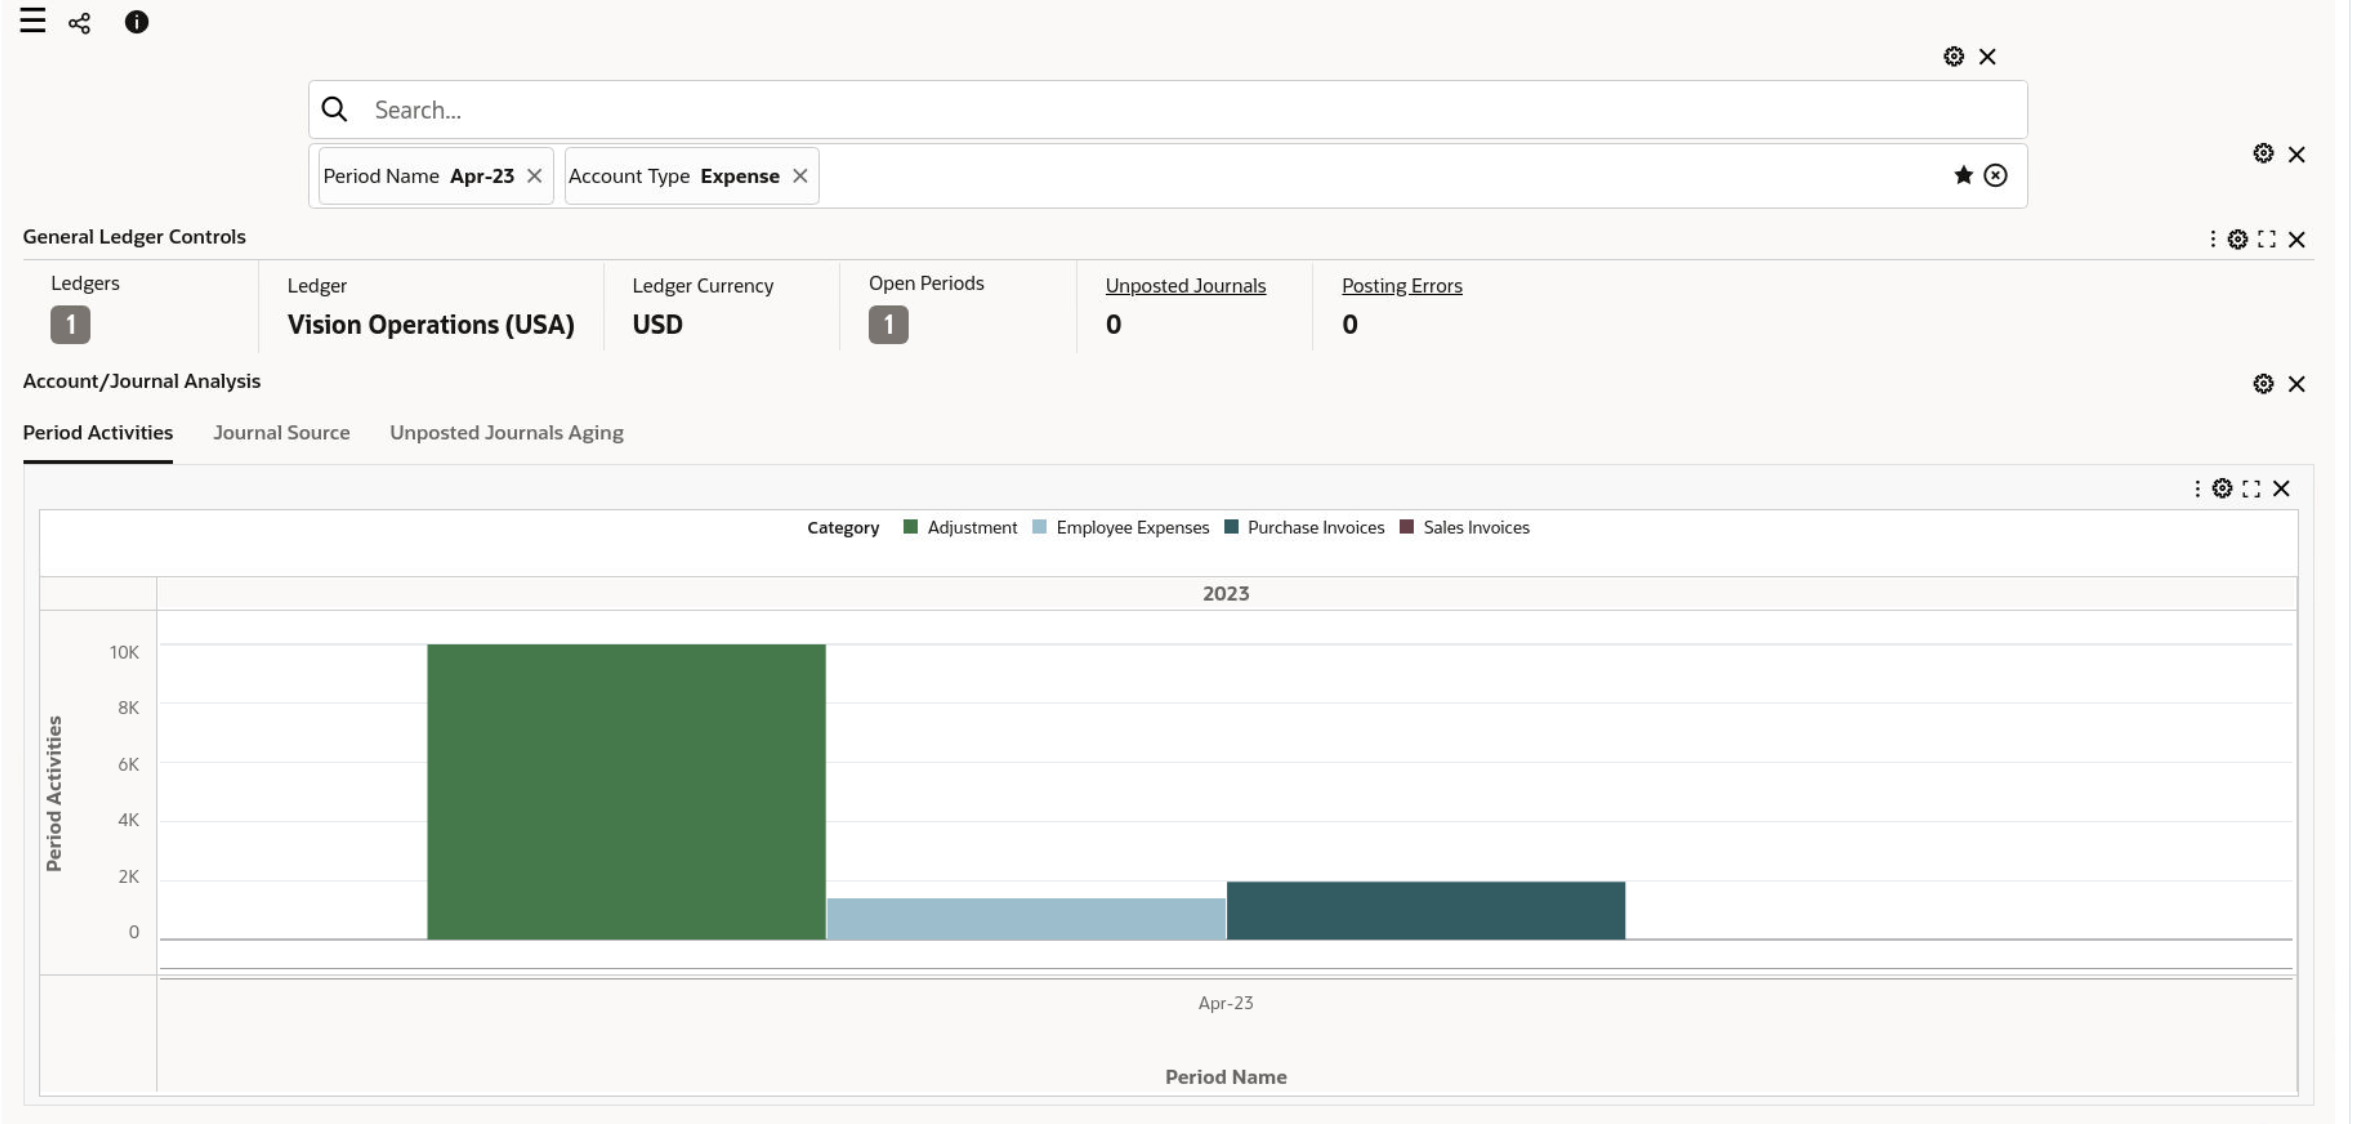 Search...
Period Name Apr-23 Account Type Expense
General Ledger Controls
Ledgers Ledger Ledger Currency Open Periods Unposted Journals Posting Errors
1 Vision Operations (USA) USD 1 0 0
Account/Journal Analysis
Period Activities Journal Source Unposted Journals Aging
Category Adjustment Employee Expenses Purchase Invoices Sales Invoices
2023
10K
8K
6K
4K
2K
0
Period Activities
Apr-23
Period Name